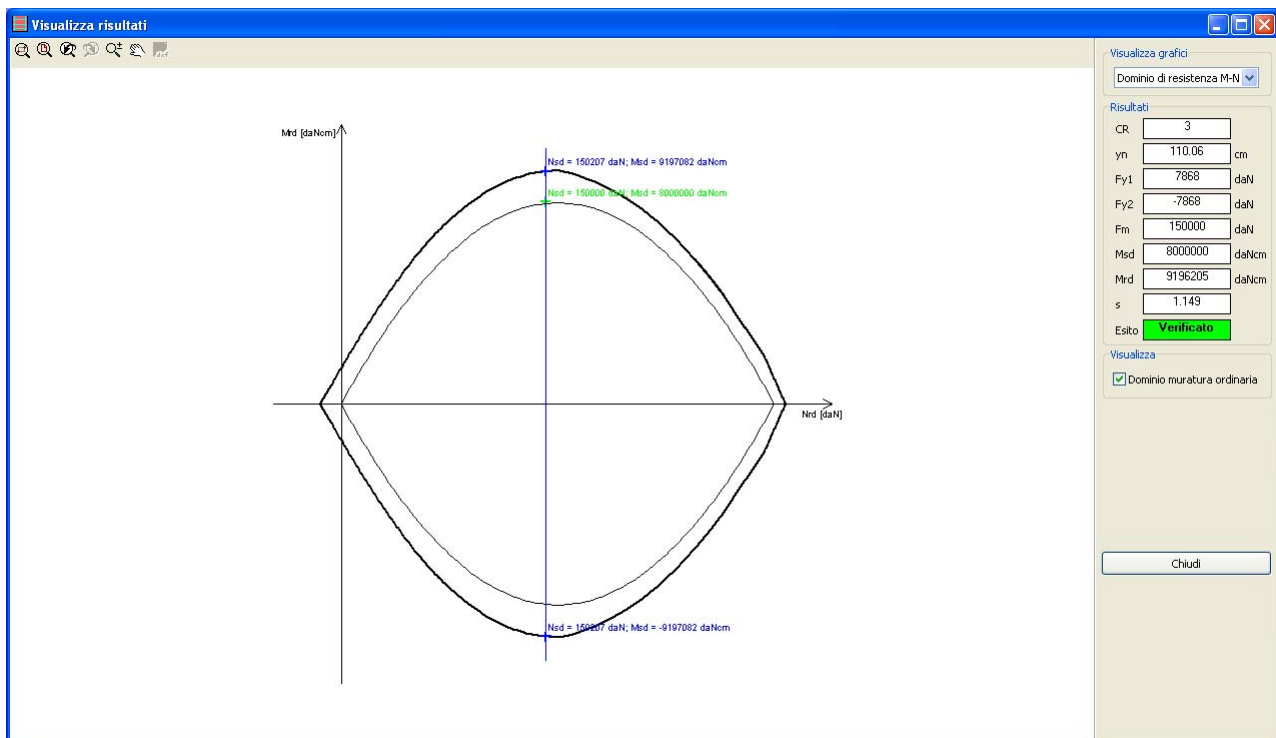 Visualizza risultati
dxf
Visualizza grafici
Dominio di resistenza M-N
Risultati
CR 3
yn 110.06 cm
Fy1 7868 daN
Fy2 -7868 daN
Fm 150000 daN
Msd 8000000 daNcm
Mrd 9196205 daNcm
s 1.149
Esito Verificato
Visualizza
Dominio muratura ordinaria
Chiudi
Mrd [daNcm]
Nsd = 150207 daN; Msd = 9197082 daNcm
Nsd = 150000 daN; Msd = 8000000 daNcm
Nrd [daN]
Nsd = 150207 daN; Msd = -9197082 daNcm